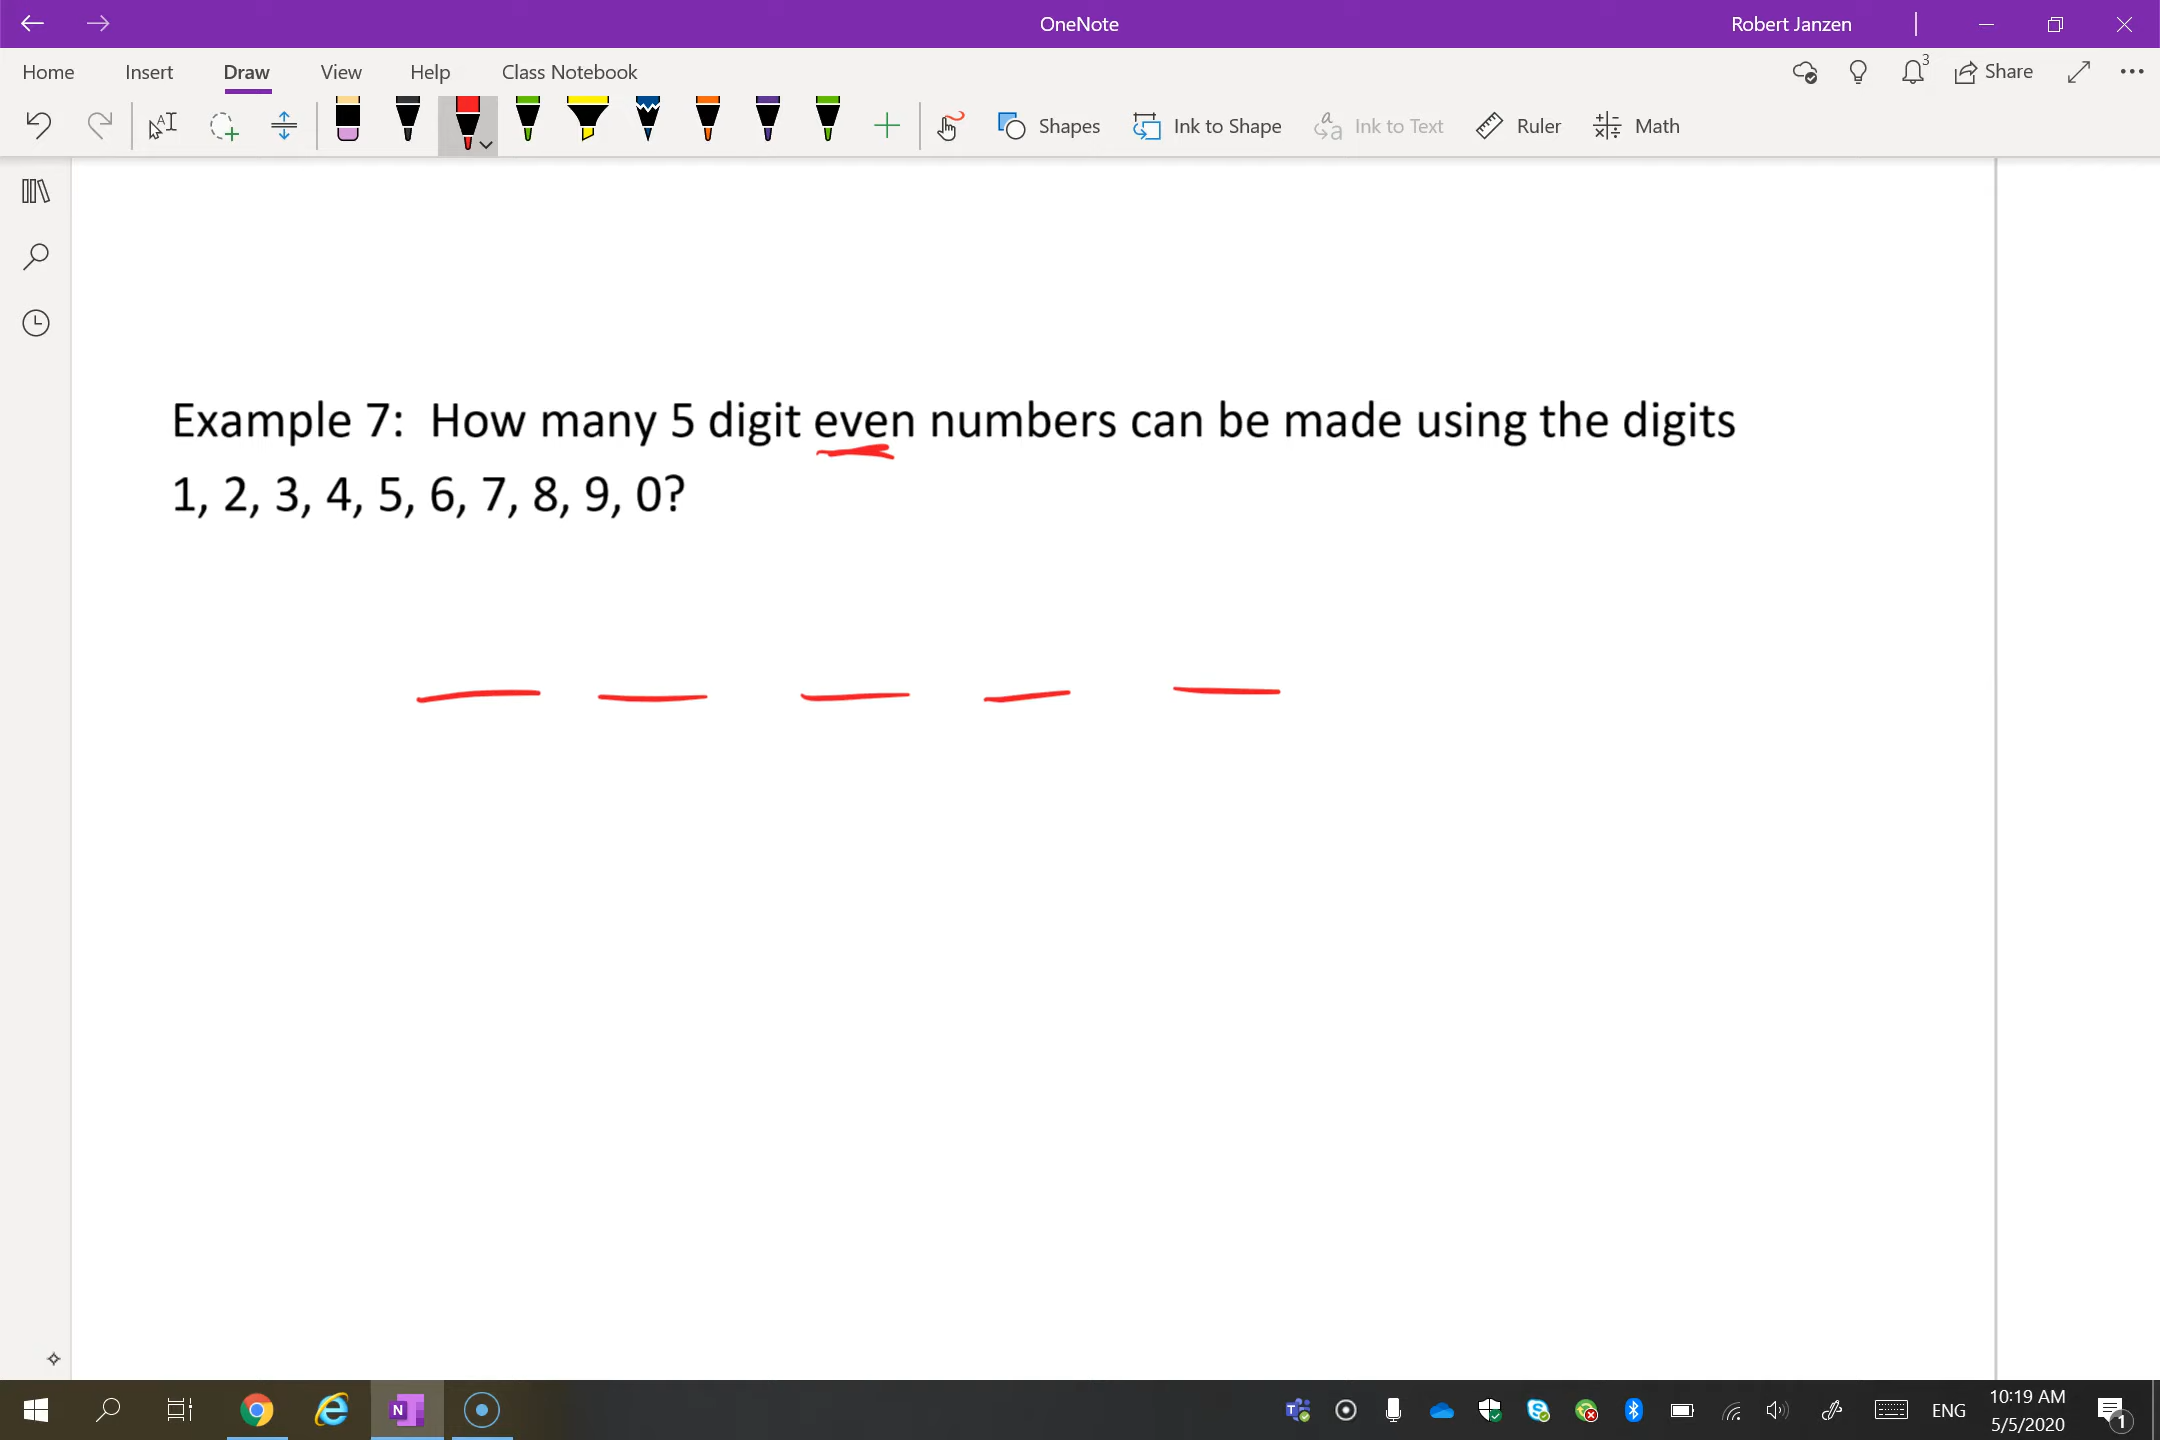 OneNote
Robert Janzen
Home Insert Draw View Help Class Notebook
3
Share
Shapes Ink to Shape Ink to Text Ruler Math
Example 7: How many 5 digit even numbers can be made using the digits
1, 2, 3, 4, 5, 6, 7, 8, 9, 0?
ENG
10:19 AM
5/5/2020
1